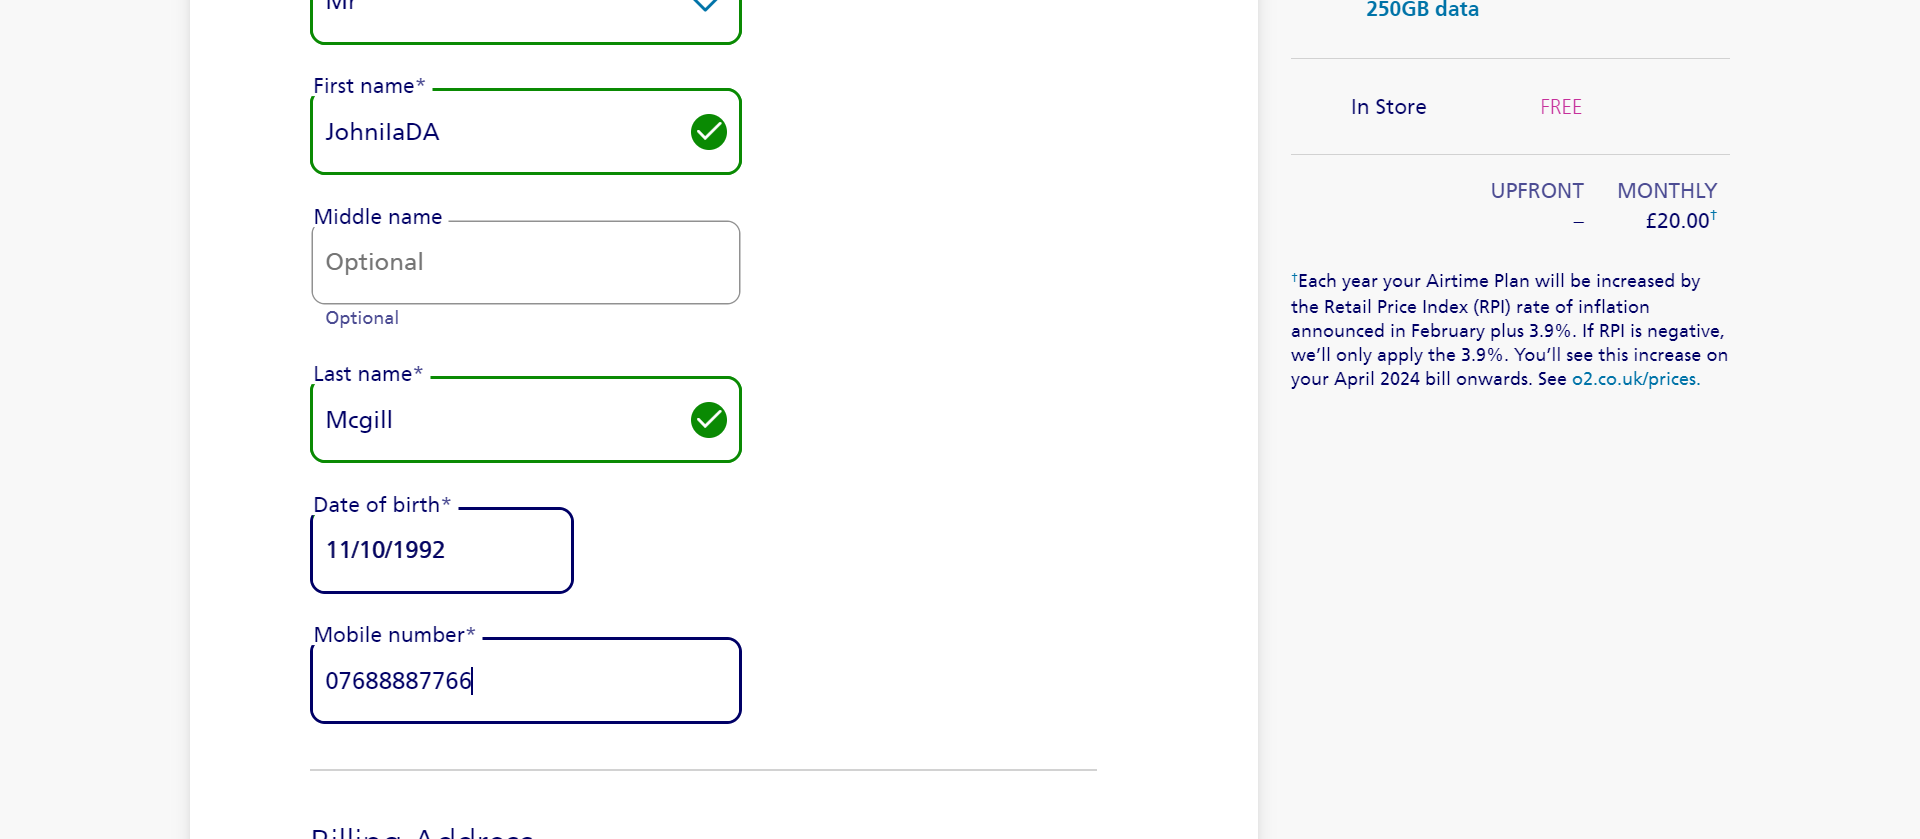 Mr
First name*
JohnilaDA
Middle name
Optional
Optional
Last name*
Mcgill
Date of birth*
11/10/1992
Mobile number*
07688887766
Billing Address
250GB data
In Store FREE
UPFRONT MONTHLY
– £20.00†
†Each year your Airtime Plan will be increased by
the Retail Price Index (RPI) rate of inflation
announced in February plus 3.9%. If RPI is negative,
we’ll only apply the 3.9%. You’ll see this increase on
your April 2024 bill onwards. See o2.co.uk/prices.